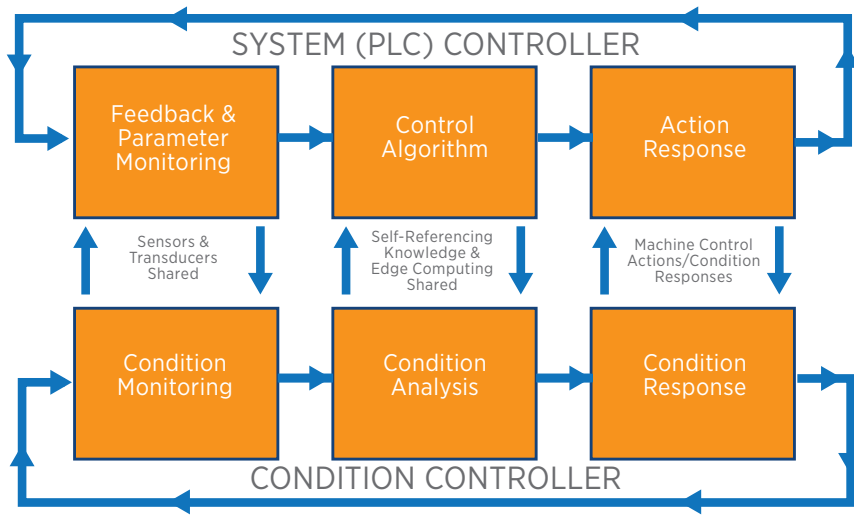 SYSTEM (PLC) CONTROLLER
Feedback &
Parameter
Monitoring
Control
Algorithm
Action
Response
Sensors &
Transducers
Shared
Self-Referencing
Knowledge &
Edge Computing
Shared
Machine Control
Actions/Condition
Responses
Condition
Monitoring
Condition
Analysis
Condition
Response
CONDITION CONTROLLER